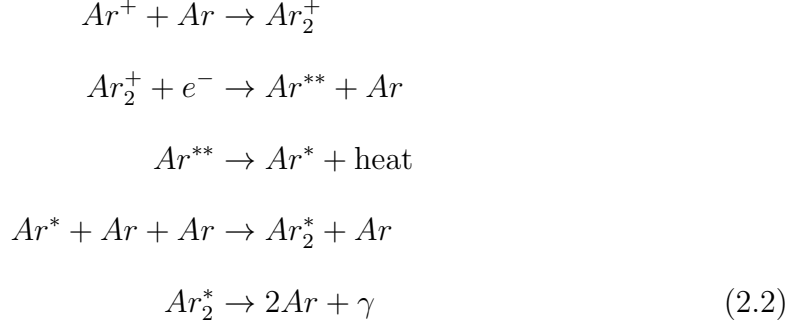 Ar⁺ + Ar → Ar₂⁺
Ar₂⁺ + e⁻ → Ar** + Ar
Ar** → Ar* + heat
Ar* + Ar + Ar → Ar₂* + Ar
Ar₂* → 2Ar + γ (2.2)